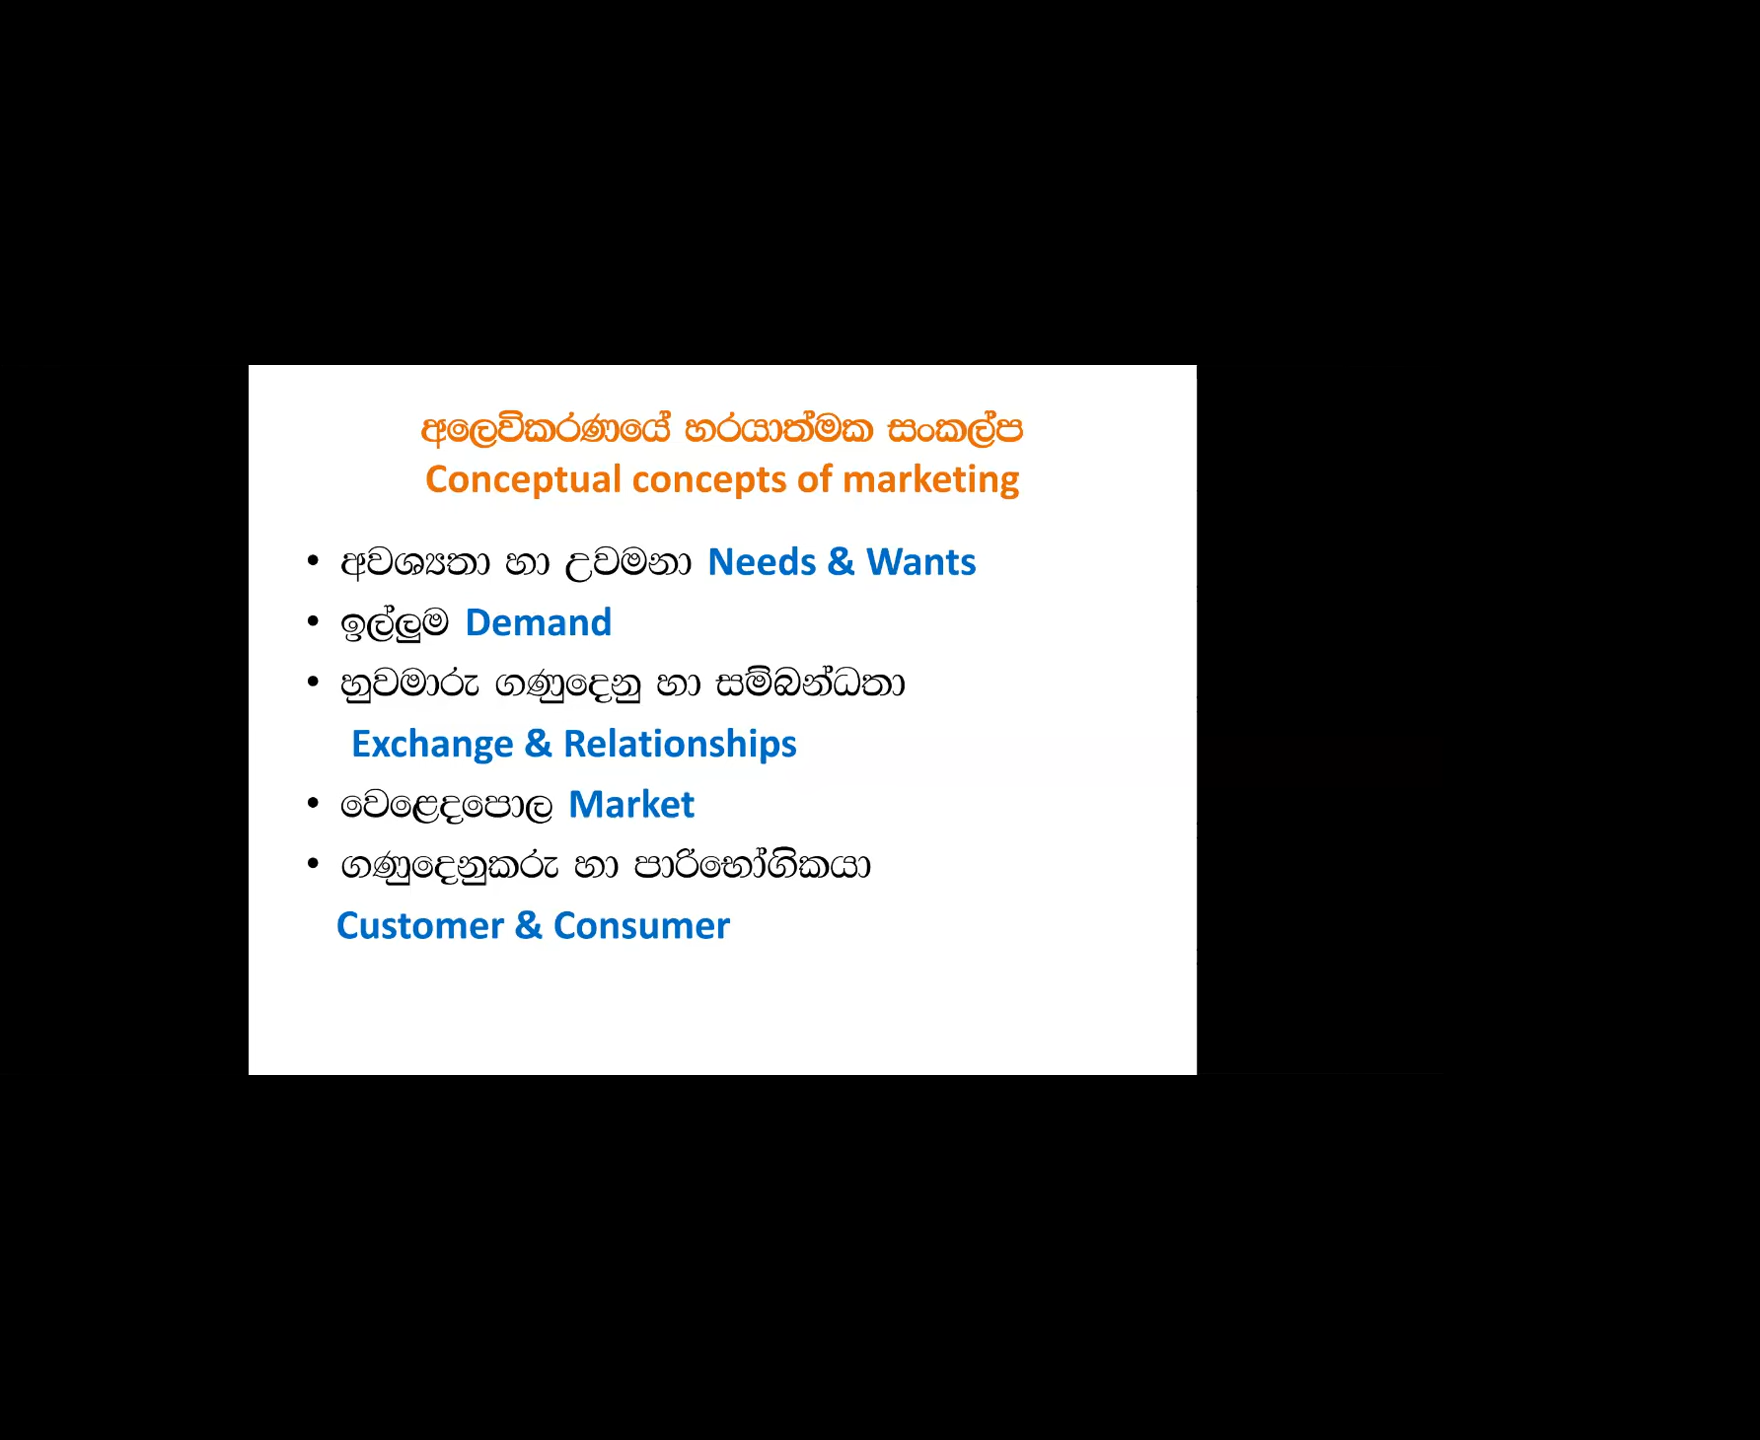 අලෙවිකරණයේ හරයාත්මක සංකල්ප
Conceptual concepts of marketing
• අවශ්‍යතා හා උවමනා Needs & Wants
• ඉල්ලුම Demand
• හුවමාරු ගණුදෙනු හා සම්බන්ධතා
Exchange & Relationships
• වෙළෙදපොල Market
• ගණුදෙනුකරු හා පාරිභෝගිකයා
Customer & Consumer